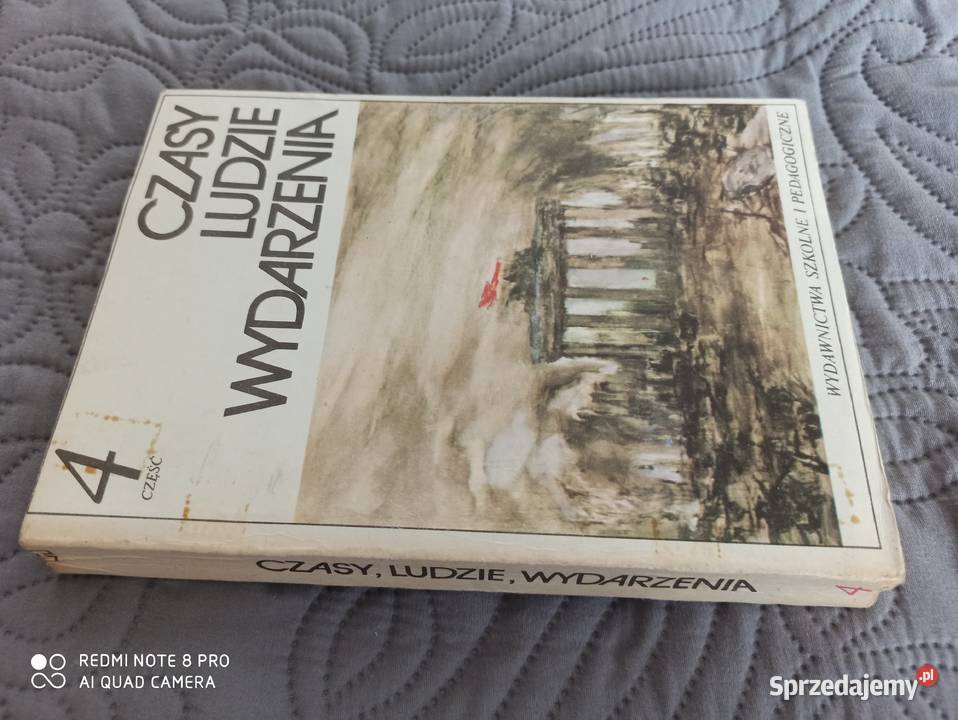 CZASY
LUDZIE
WYDARZENIA
4
CZĘŚĆ
WYDAWNICTWA SZKOLNE I PEDAGOGICZNE
CZASY, LUDZIE, WYDARZENIA
4
REDMI NOTE 8 PRO
AI QUAD CAMERA
Sprzedajemy.pl